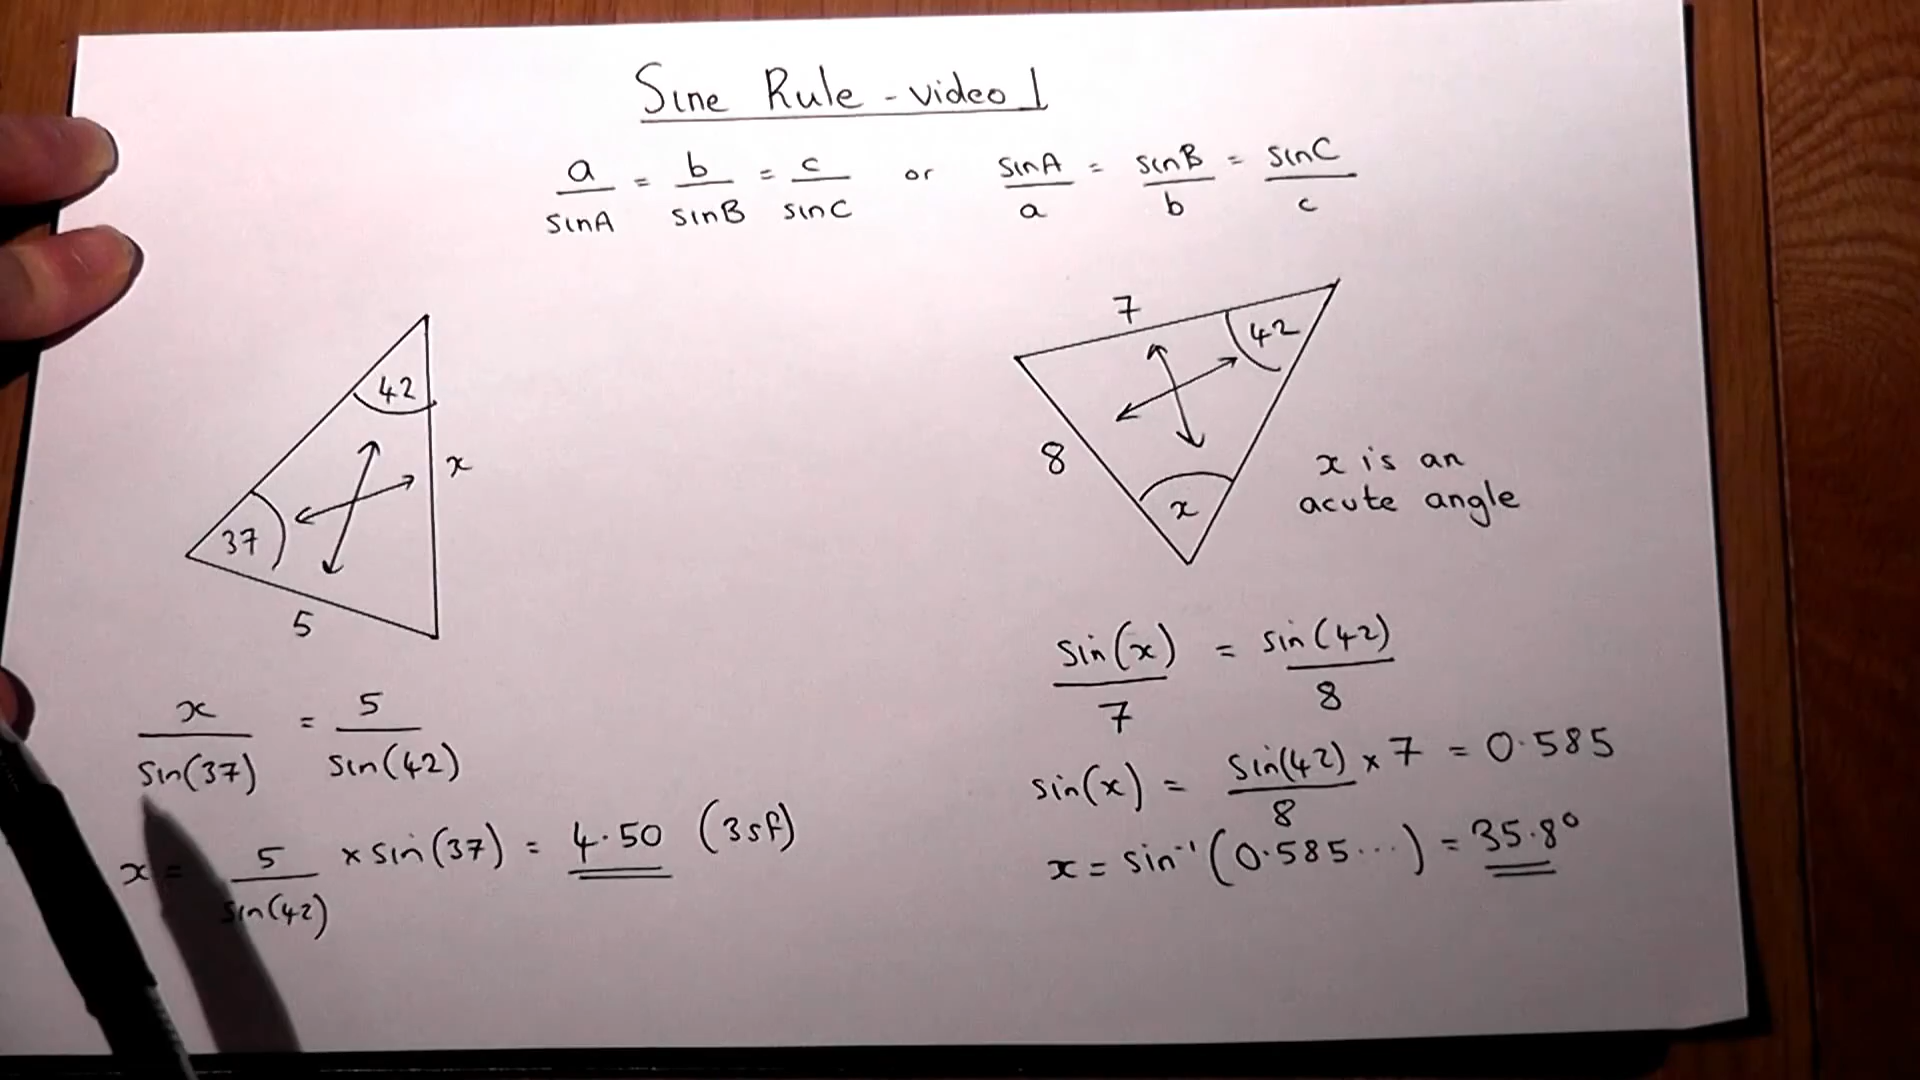 Sine Rule - video 1
a/sinA = b/sinB = c/sinC or sinA/a = sinB/b = sinC/c
42
x
37
5
7
42
8
x
x is an
acute angle
x/sin(37) = 5/sin(42)
x = 5/sin(42) × sin(37) = 4.50 (3sf)
sin(x)/7 = sin(42)/8
sin(x) = sin(42)/8 × 7 = 0.585
x = sin⁻¹(0.585...) = 35.8°